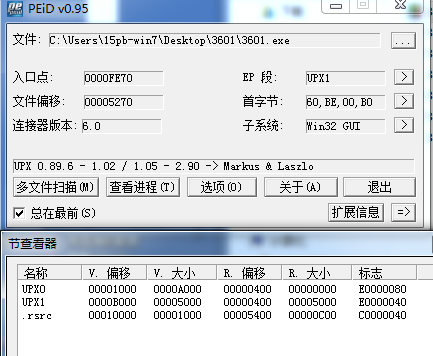 PEiD v0.95
文件: C:\Users\15pb-win7\Desktop\3601\3601.exe ...
入口点: 0000FE70 EP 段: UPX1 >
文件偏移: 00005270 首字节: 60,BE,00,B0 >
连接器版本: 6.0 子系统: Win32 GUI >
UPX 0.89.6 - 1.02 / 1.05 - 2.90 -> Markus & Laszlo
多文件扫描(M) 查看进程(T) 选项(O) 关于(A) 退出
总在最前(S) 扩展信息 =>
节查看器
名称 V. 偏移 V. 大小 R. 偏移 R. 大小 标志
UPX0 00001000 0000A000 00000400 00000000 E0000080
UPX1 0000B000 00005000 00000400 00005000 E0000040
.rsrc 00010000 00001000 00005400 00000C00 C0000040